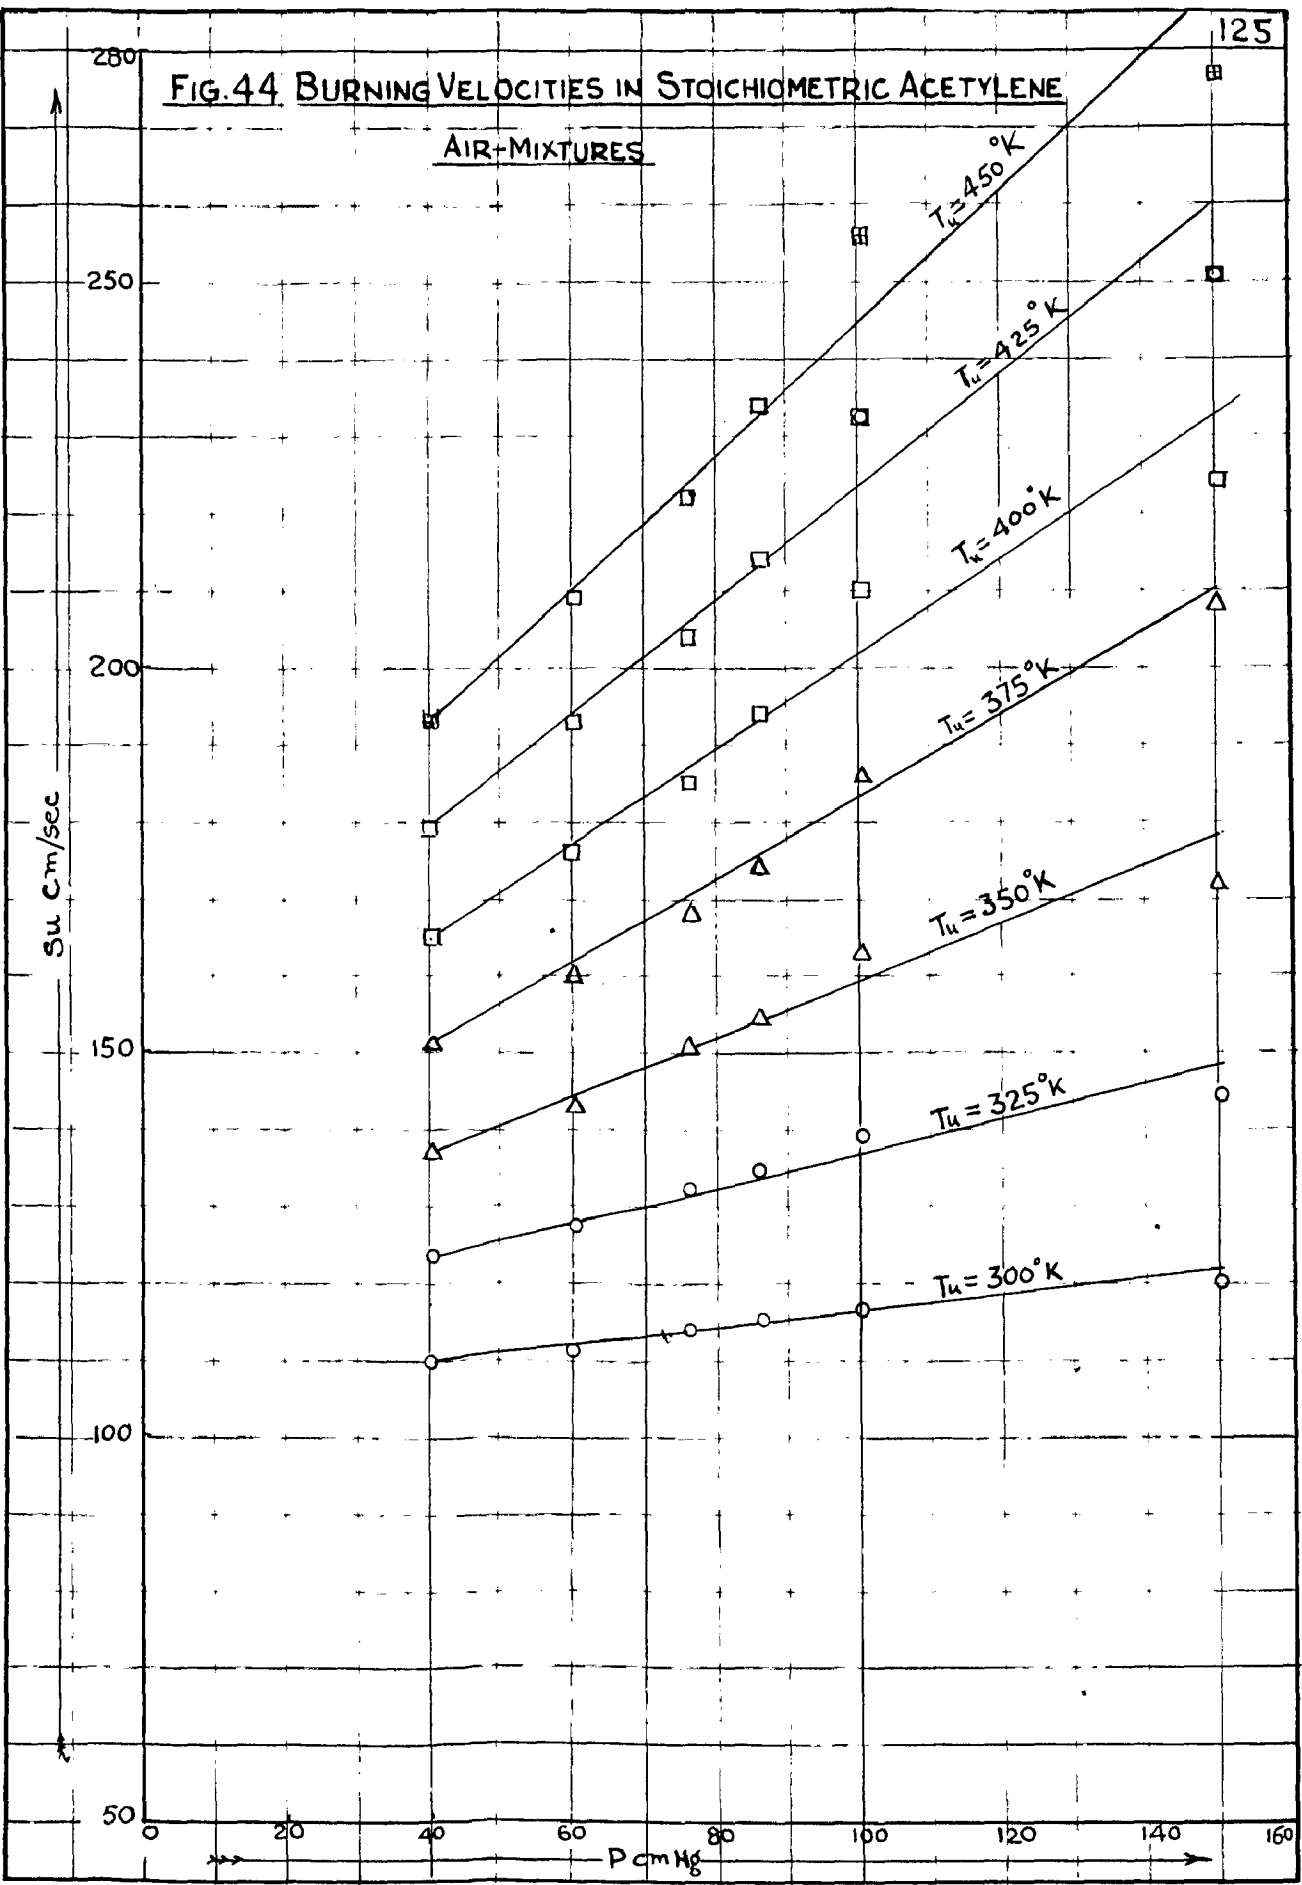 125
FIG.44 BURNING VELOCITIES IN STOICHIOMETRIC ACETYLENE
AIR-MIXTURES
280
250
200
150
100
50
Su cm/sec
Tu=450°K
Tu=425°K
Tu=400°K
Tu=375°K
Tu=350°K
Tu=325°K
Tu=300°K
0 20 40 60 80 100 120 140 160
P cm Hg